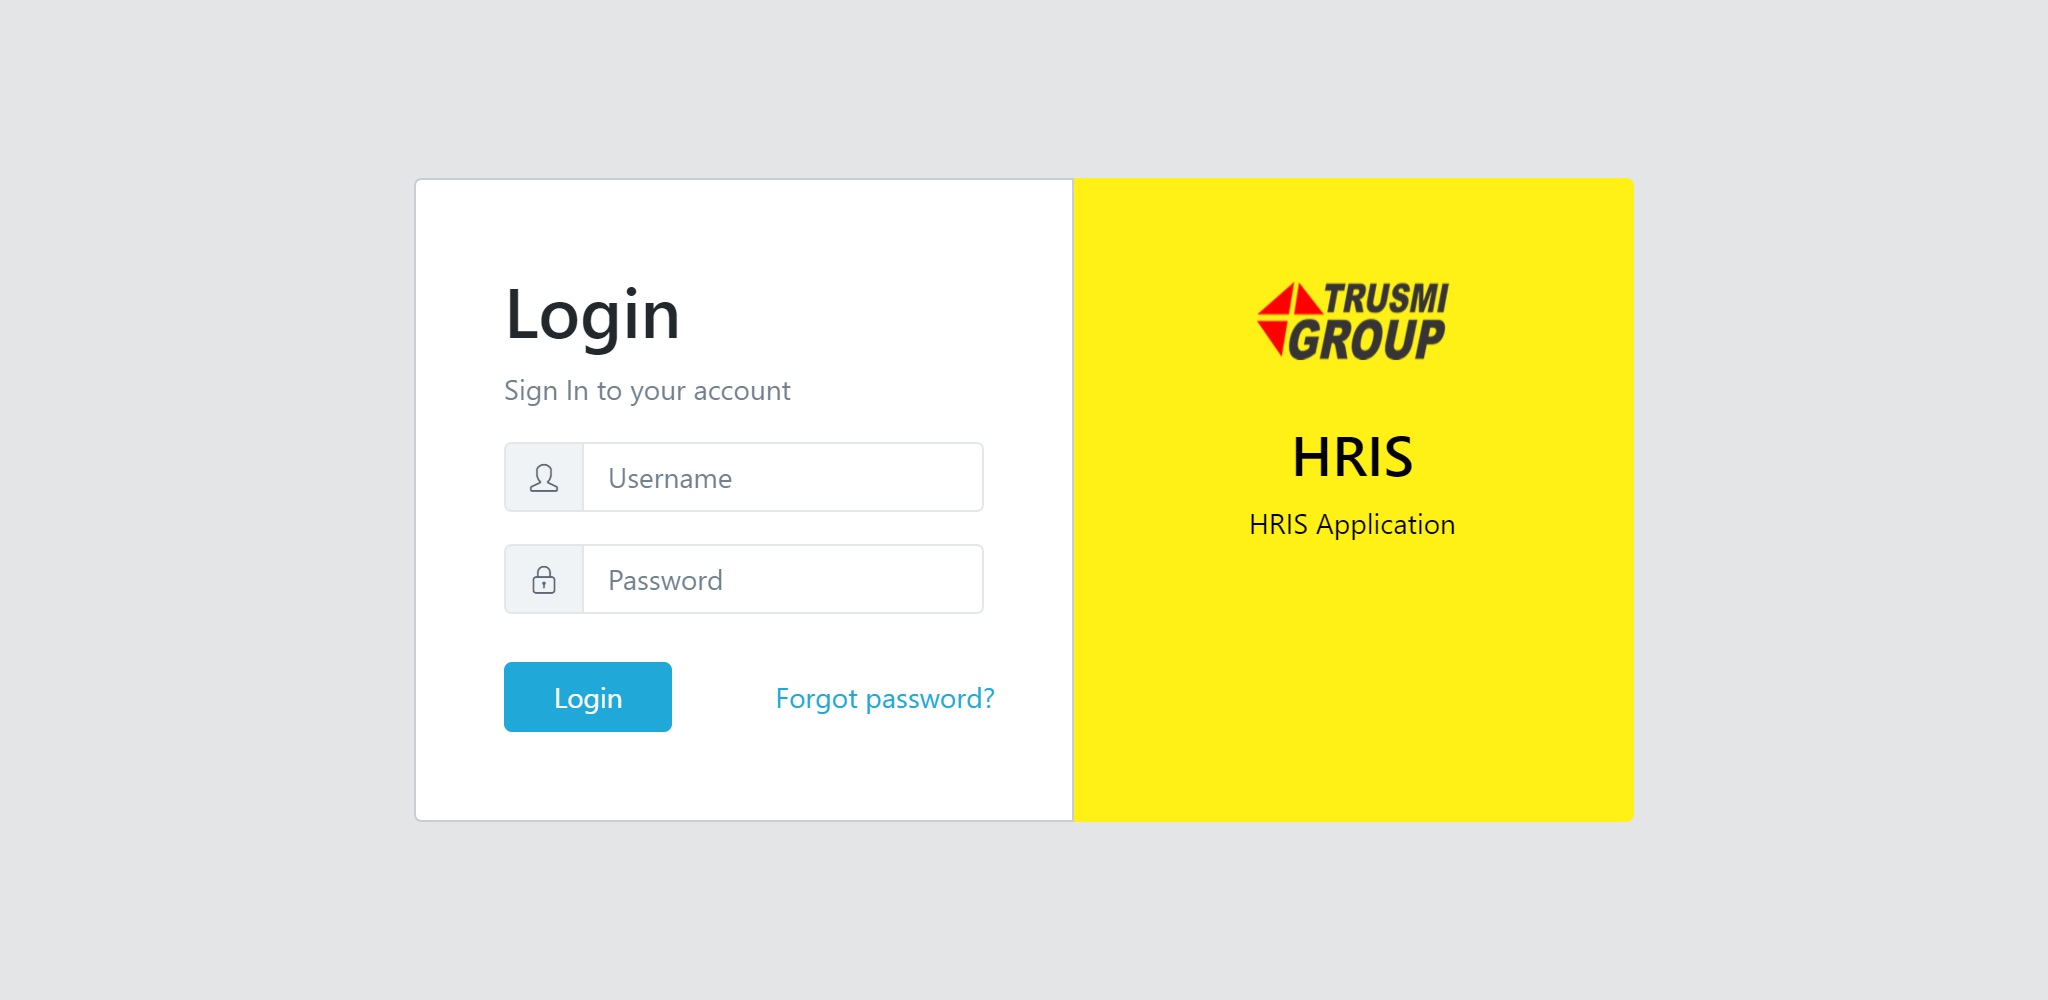 Login
Sign In to your account
Username
Password
Login
Forgot password?
TRUSMI
GROUP
HRIS
HRIS Application